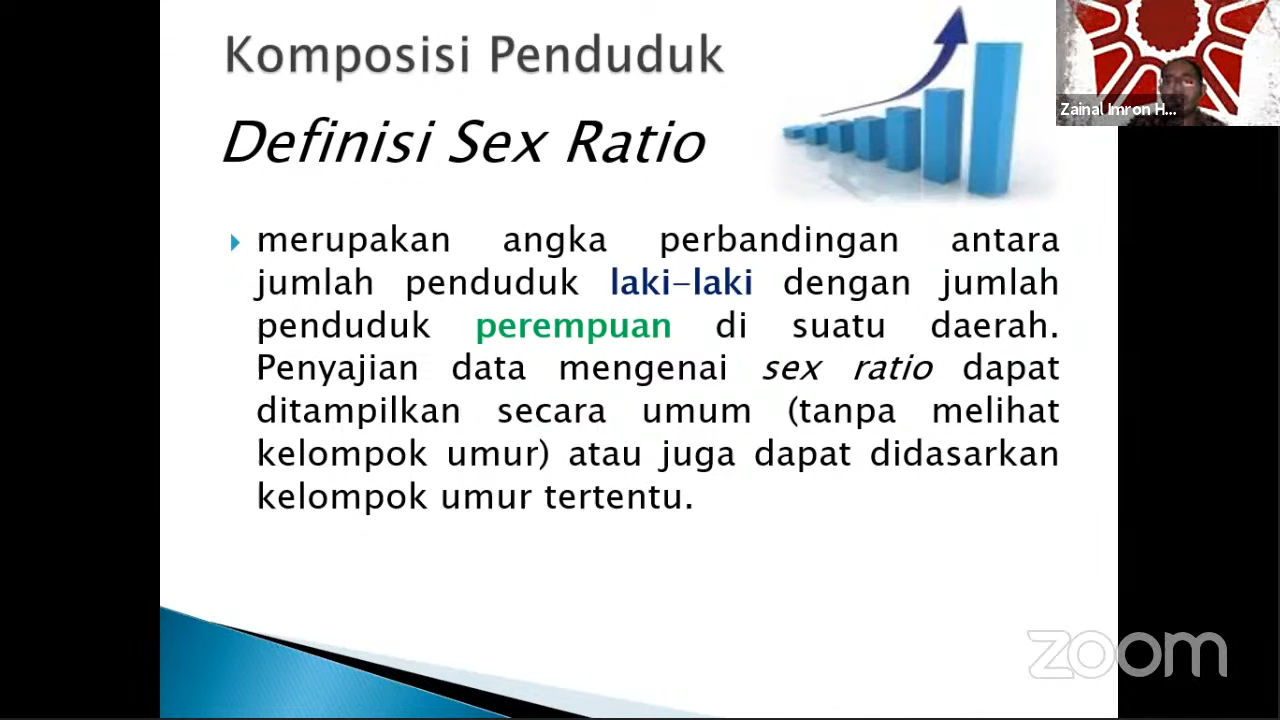 Komposisi Penduduk
Definisi Sex Ratio
merupakan angka perbandingan antara
jumlah penduduk laki-laki dengan jumlah
penduduk perempuan di suatu daerah.
Penyajian data mengenai sex ratio dapat
ditampilkan secara umum (tanpa melihat
kelompok umur) atau juga dapat didasarkan
kelompok umur tertentu.
Zainal Imron H...
zoom